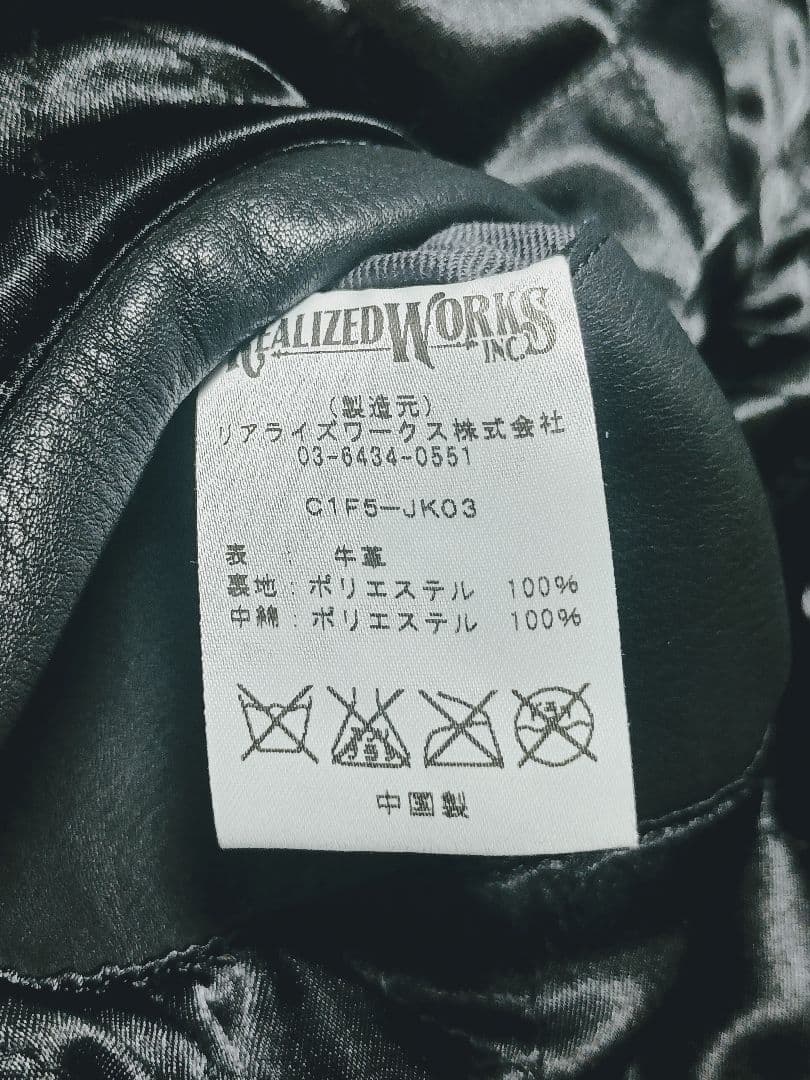 REALIZED WORKS
INC.
(製造元)
リアライズワークス株式会社
03-6434-0551
C1F5-JK03
表 : 牛革
裏地:ポリエステル 100%
中綿:ポリエステル 100%
中国製